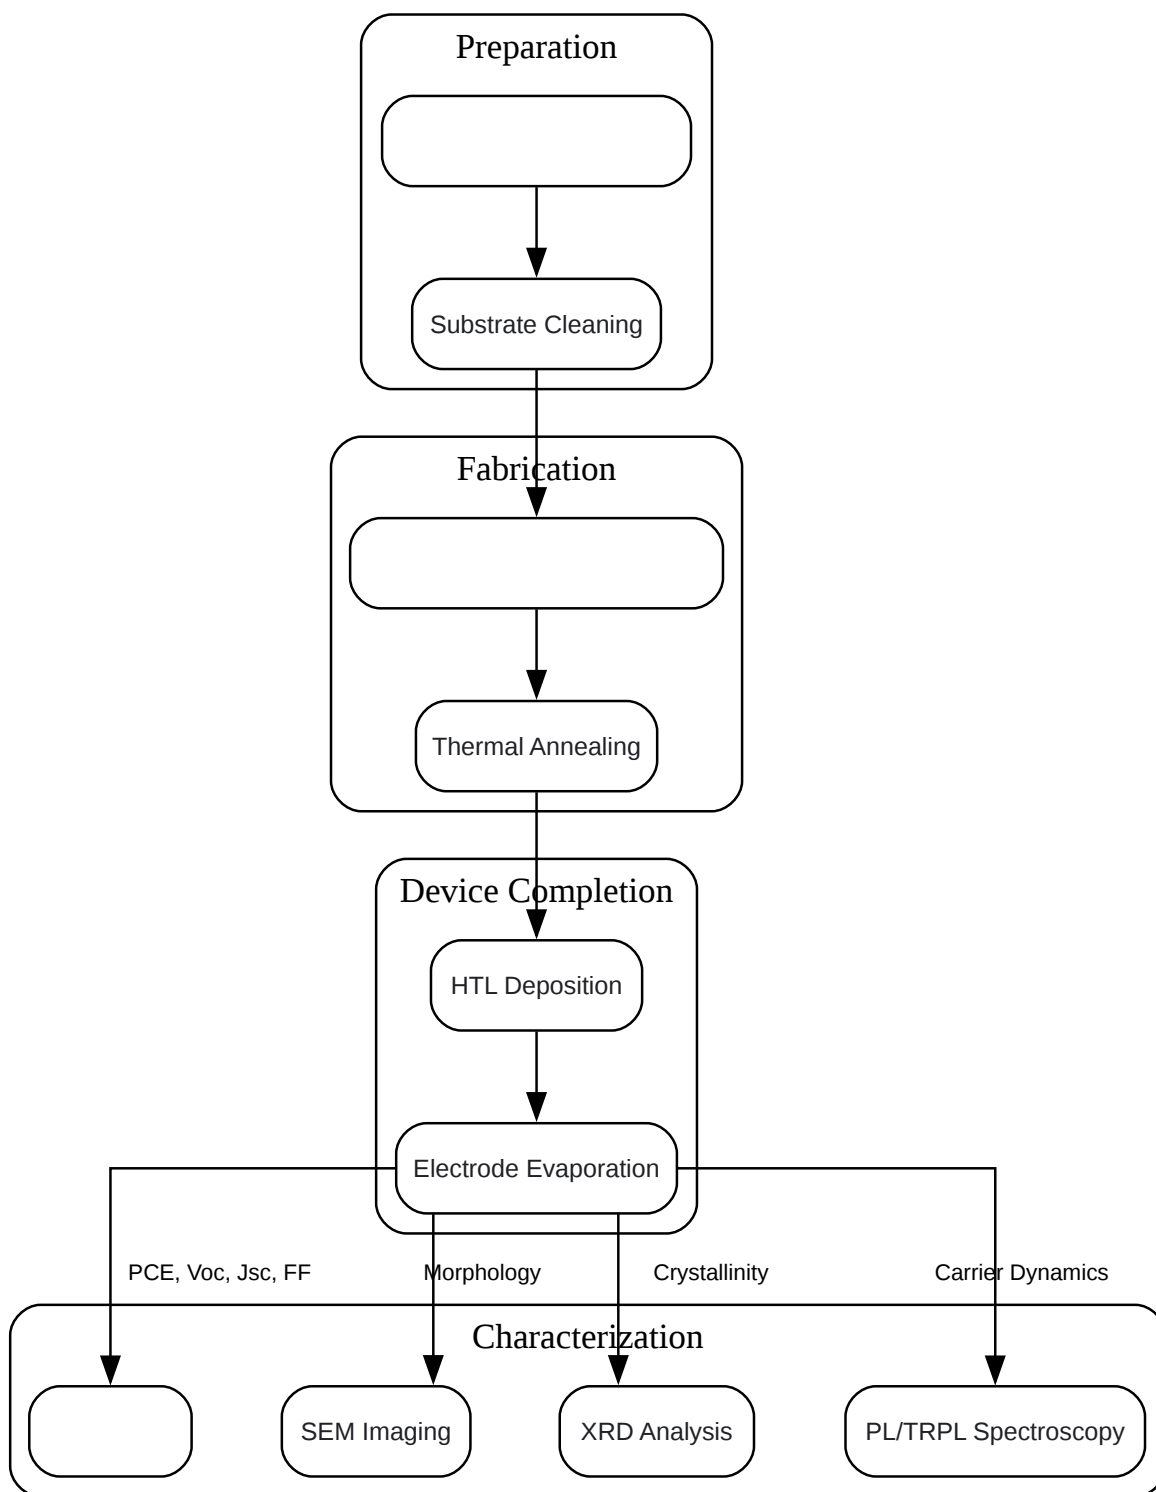 Preparation
Substrate Cleaning
Fabrication
Thermal Annealing
Device Completion
HTL Deposition
Electrode Evaporation
PCE, Voc, Jsc, FF
Morphology
Crystallinity
Carrier Dynamics
Characterization
SEM Imaging
XRD Analysis
PL/TRPL Spectroscopy